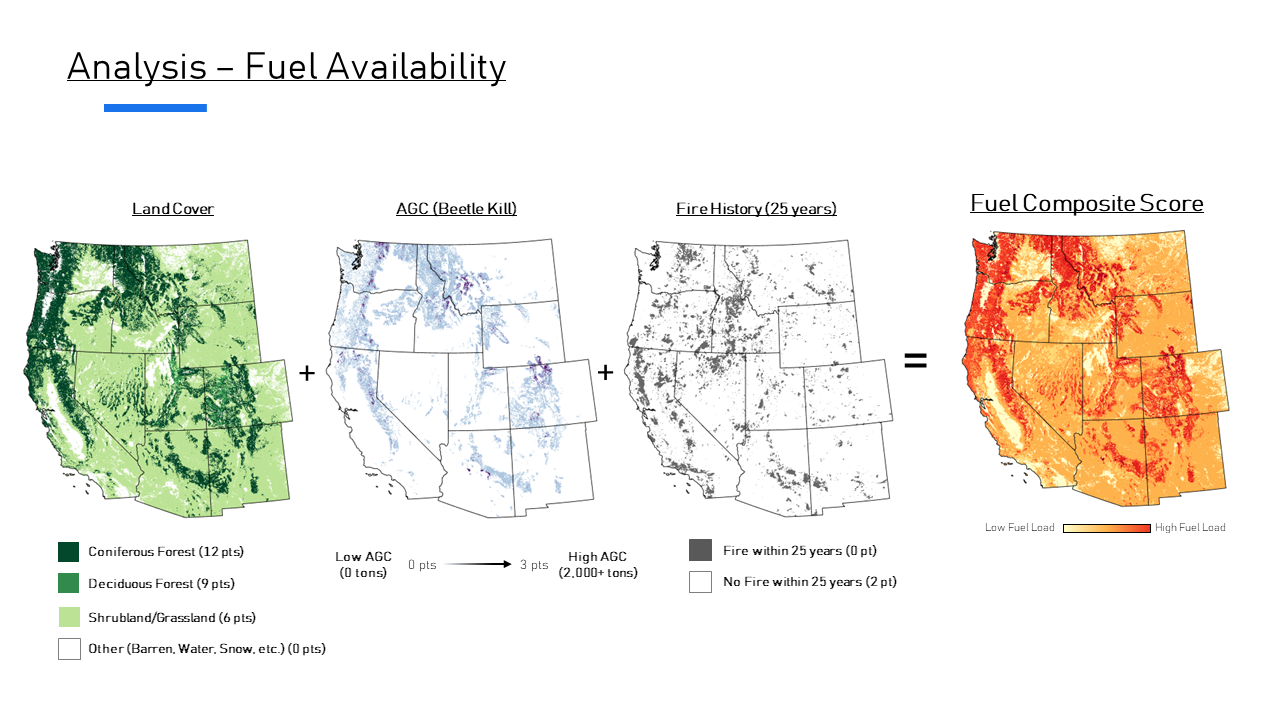 Analysis – Fuel Availability
Land Cover
AGC (Beetle Kill)
Fire History (25 years)
Fuel Composite Score
+
+
=
Coniferous Forest (12 pts)
Deciduous Forest (9 pts)
Shrubland/Grassland (6 pts)
Other (Barren, Water, Snow, etc.) (0 pts)
Low AGC
(0 tons)
0 pts
3 pts
High AGC
(2,000+ tons)
Fire within 25 years (0 pt)
No Fire within 25 years (2 pt)
Low Fuel Load
High Fuel Load